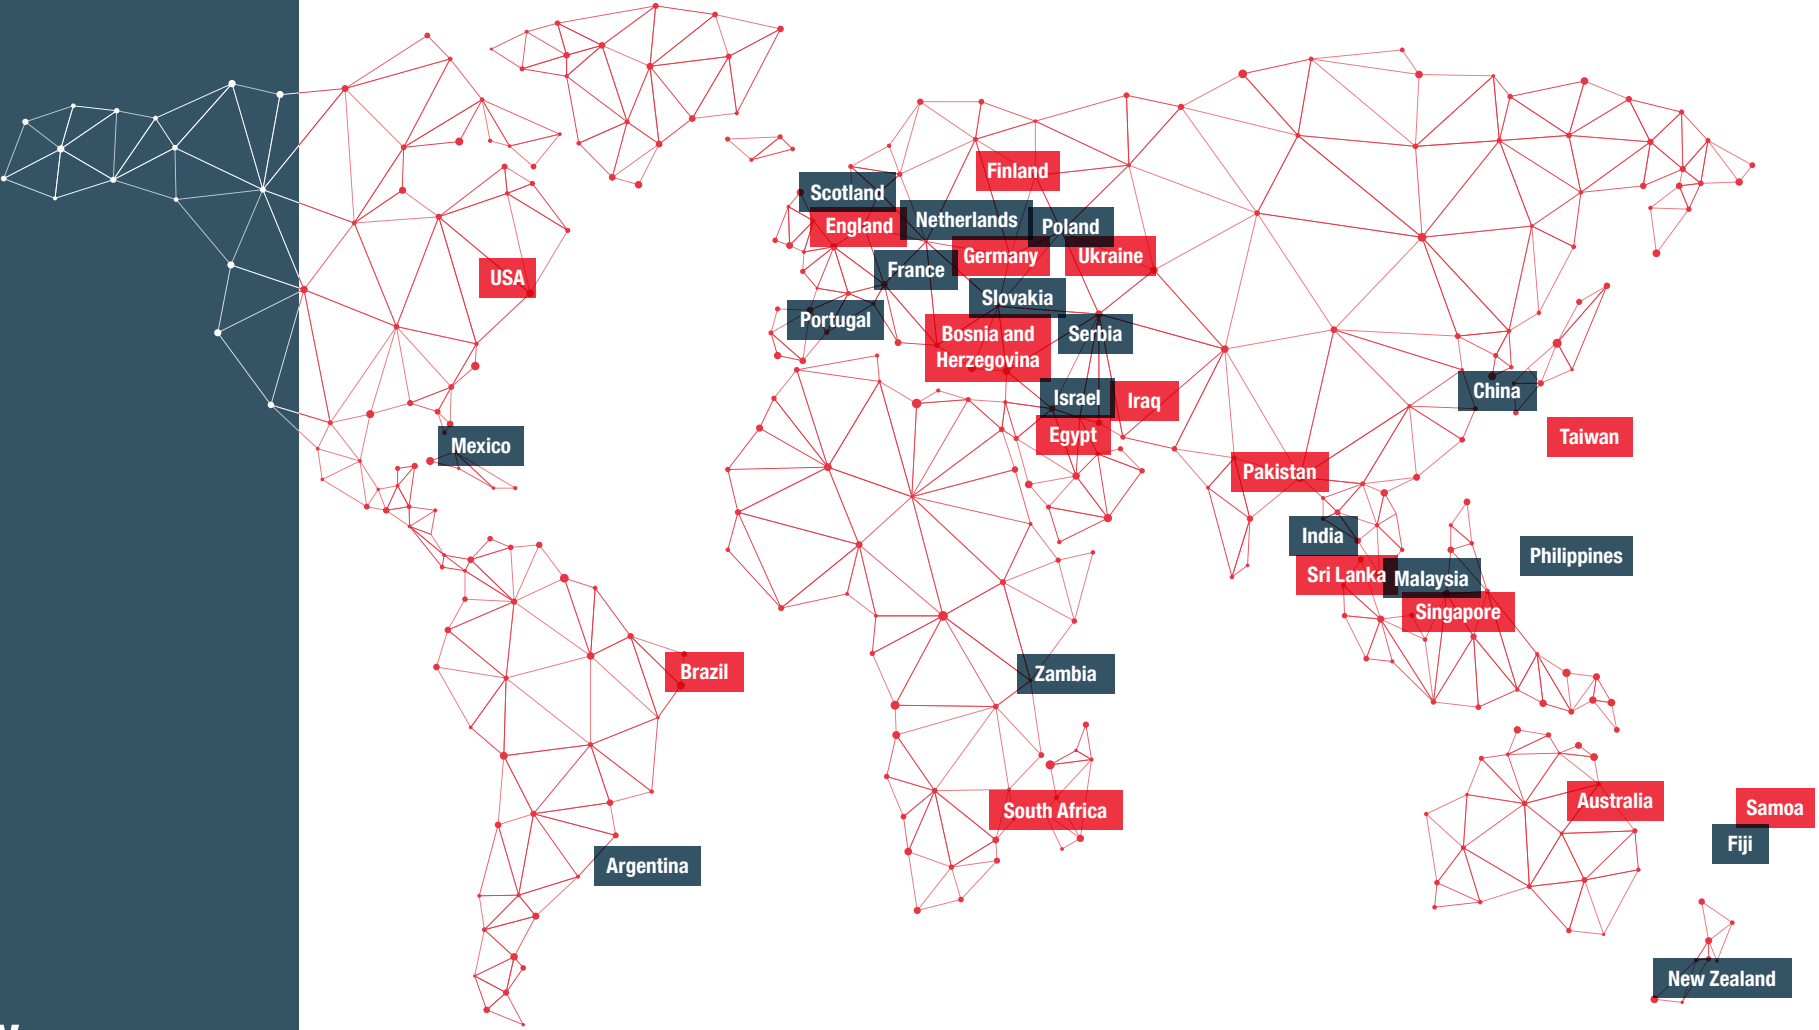 Finland
Scotland
Netherlands
England
Poland
Germany
Ukraine
France
USA
Slovakia
Portugal
Bosnia and
Herzegovina
Serbia
Israel
Iraq
China
Egypt
Taiwan
Mexico
Pakistan
India
Philippines
Sri Lanka
Malaysia
Singapore
Brazil
Zambia
South Africa
Australia
Samoa
Fiji
Argentina
New Zealand